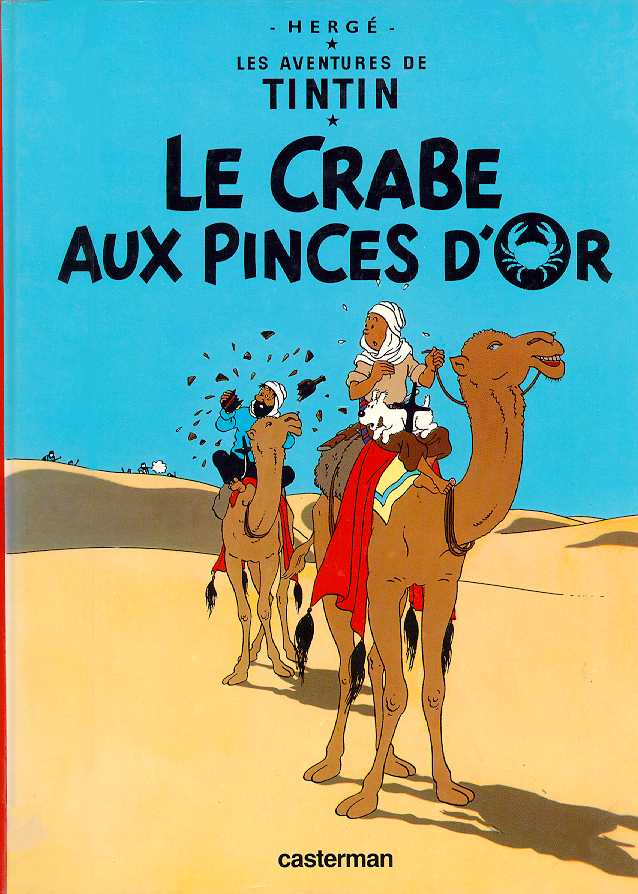 - HERGÉ -
LES AVENTURES DE
TINTIN
LE CRABE
AUX PINCES D'OR
casterman